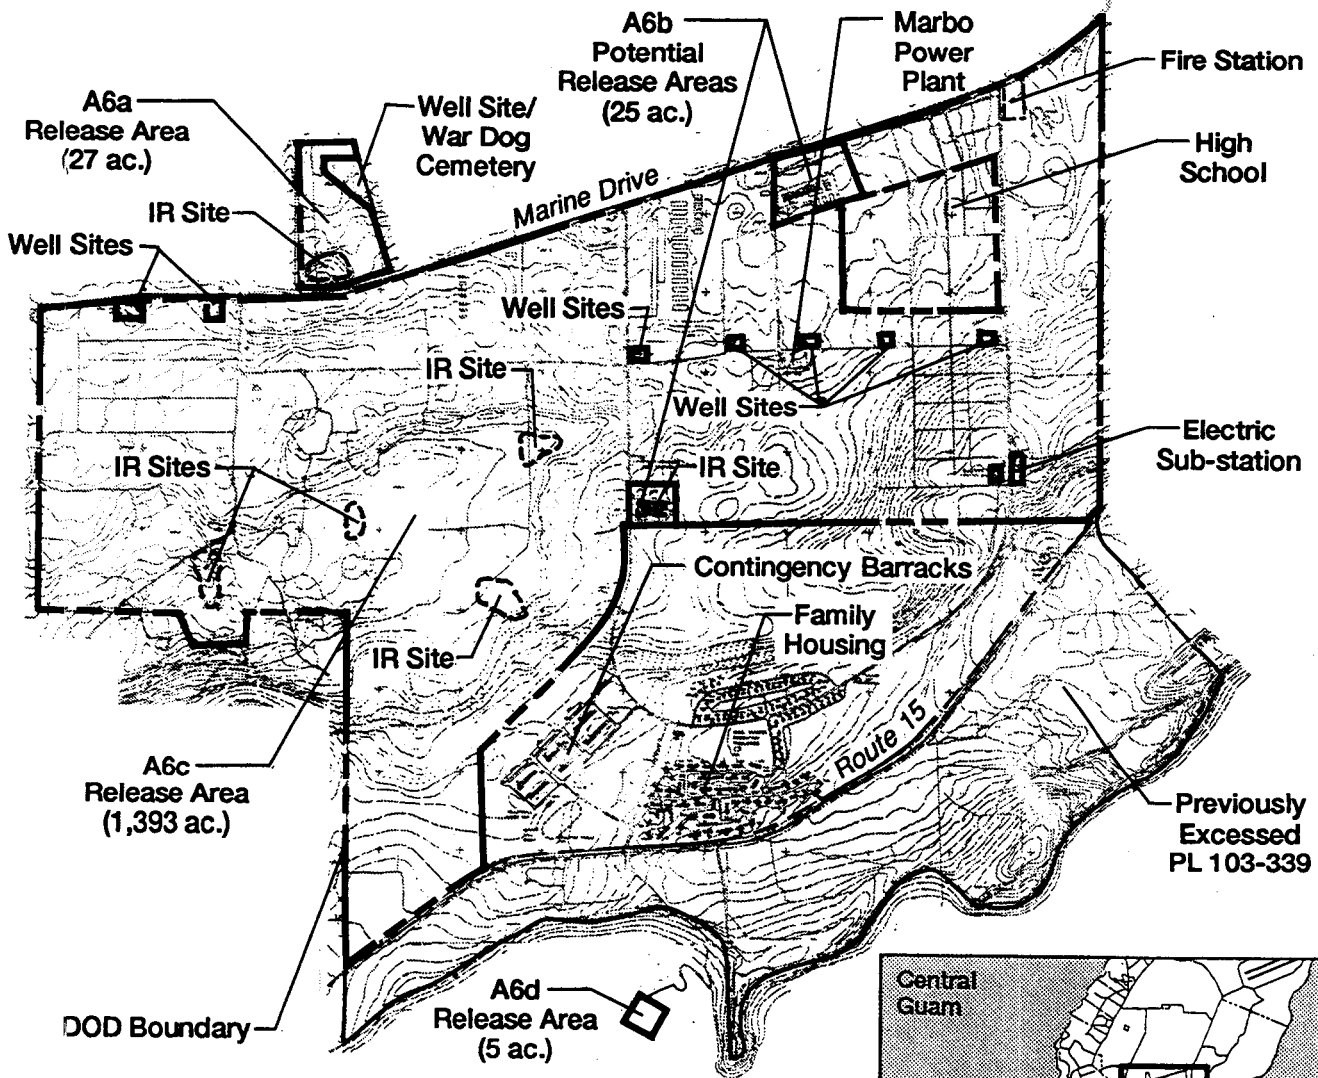 A6b
Potential
Release Areas
(25 ac.)
Marbo
Power
Plant
Fire Station
A6a
Release Area
(27 ac.)
Well Site/
War Dog
Cemetery
High
School
Marine Drive
IR Site
Well Sites
Well Sites
IR Site
Well Sites
Electric
Sub-station
IR Sites
IR Site
Contingency Barracks
Family
Housing
IR Site
Route 15
A6c
Release Area
(1,393 ac.)
Previously
Excessed
PL 103-339
A6d
Release Area
(5 ac.)
DOD Boundary
Central
Guam